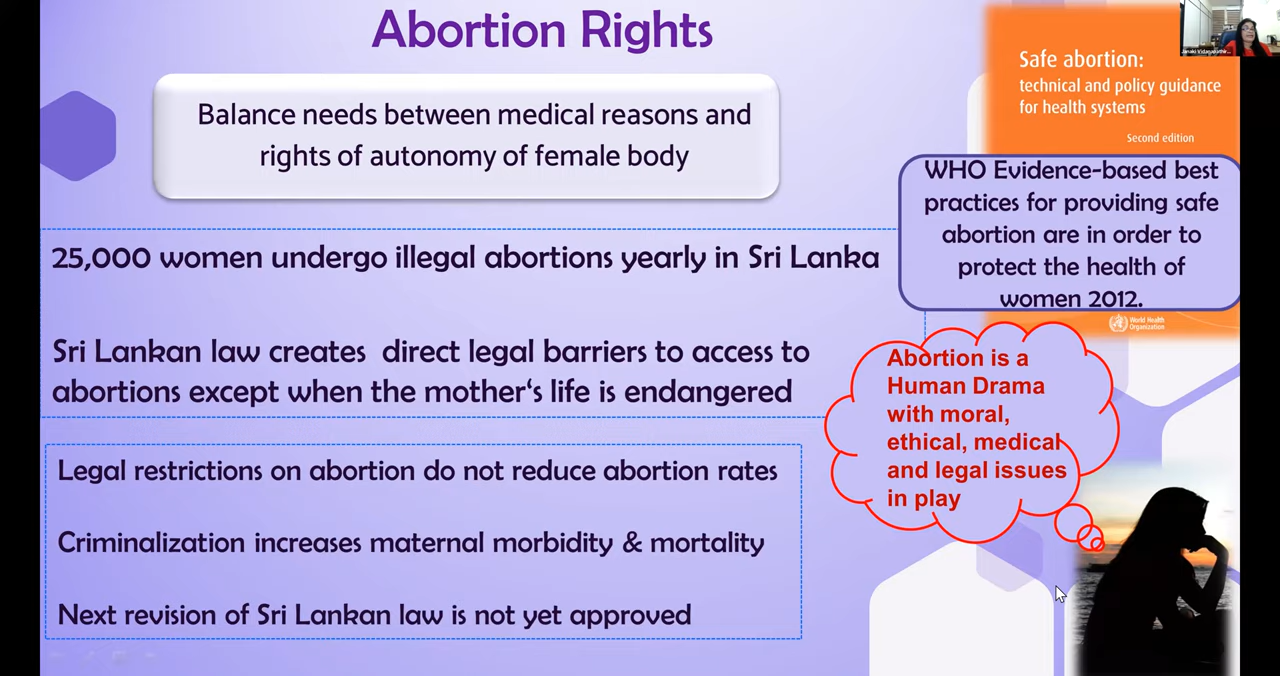 Abortion Rights
Balance needs between medical reasons and
rights of autonomy of female body
25,000 women undergo illegal abortions yearly in Sri Lanka
Sri Lankan law creates direct legal barriers to access to
abortions except when the mother‘s life is endangered
Legal restrictions on abortion do not reduce abortion rates
Criminalization increases maternal morbidity & mortality
Next revision of Sri Lankan law is not yet approved
Safe abortion:
technical and policy guidance
for health systems
Second edition
WHO Evidence-based best
practices for providing safe
abortion are in order to
protect the health of
women 2012.
World Health
Organization
Abortion is a
Human Drama
with moral,
ethical, medical
and legal issues
in play